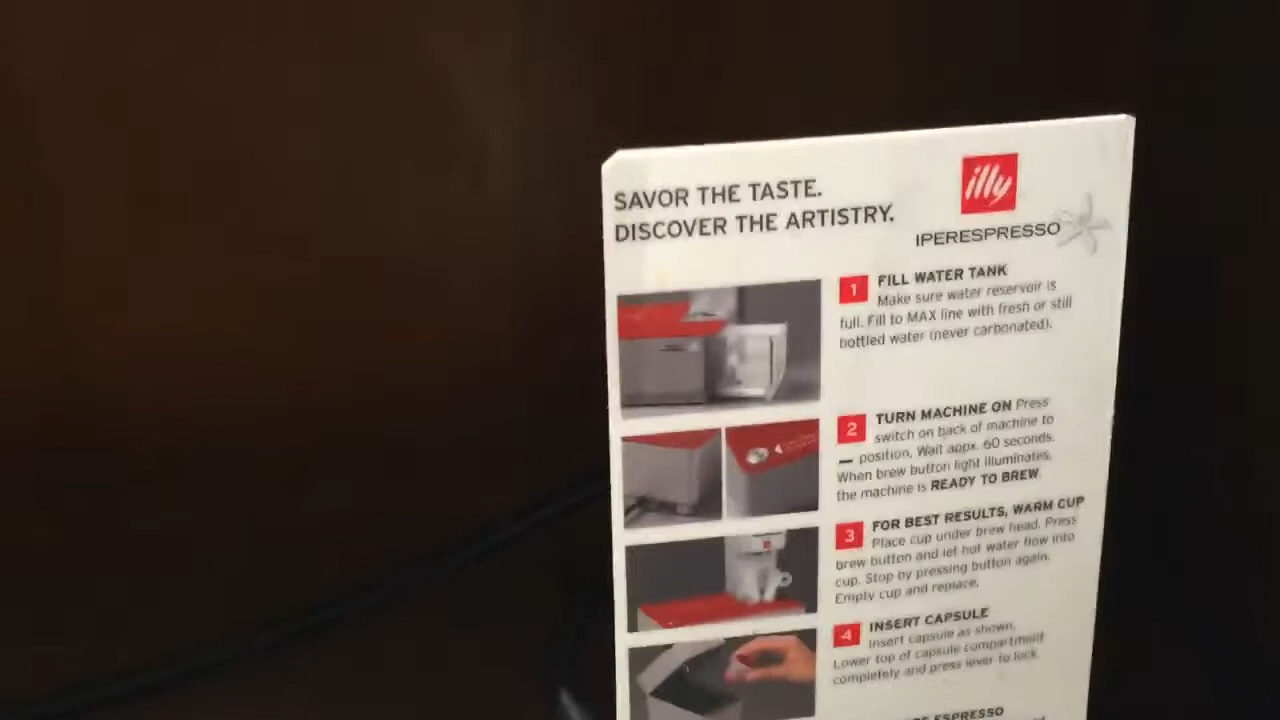 SAVOR THE TASTE.
DISCOVER THE ARTISTRY.
illy
IPERESPRESSO
1 FILL WATER TANK
Make sure water reservoir is
full. Fill to MAX line with fresh or still
bottled water (never carbonated).
2 TURN MACHINE ON Press
switch on back of machine to
— position. Wait appx. 60 seconds.
When brew button light illuminates,
the machine is READY TO BREW.
3 FOR BEST RESULTS, WARM CUP
Place cup under brew head. Press
brew button and let hot water flow into
cup. Stop by pressing button again.
Empty cup and replace.
4 INSERT CAPSULE
Insert capsule as shown.
Lower top of capsule compartment
completely and press lever to lock.
ESPRESSO